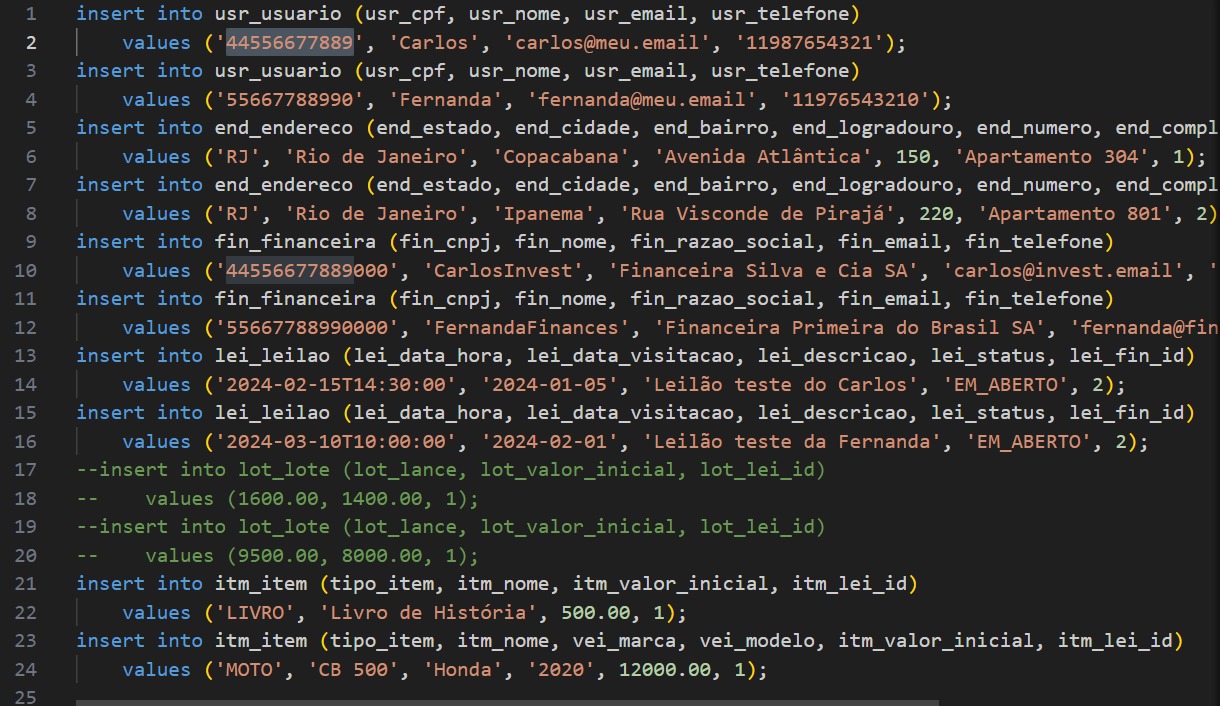 1 insert into usr_usuario (usr_cpf, usr_nome, usr_email, usr_telefone)
2 values ('44556677889', 'Carlos', 'carlos@meu.email', '11987654321');
3 insert into usr_usuario (usr_cpf, usr_nome, usr_email, usr_telefone)
4 values ('55667788990', 'Fernanda', 'fernanda@meu.email', '11976543210');
5 insert into end_endereco (end_estado, end_cidade, end_bairro, end_logradouro, end_numero, end_compl
6 values ('RJ', 'Rio de Janeiro', 'Copacabana', 'Avenida Atlântica', 150, 'Apartamento 304', 1);
7 insert into end_endereco (end_estado, end_cidade, end_bairro, end_logradouro, end_numero, end_compl
8 values ('RJ', 'Rio de Janeiro', 'Ipanema', 'Rua Visconde de Pirajá', 220, 'Apartamento 801', 2)
9 insert into fin_financeira (fin_cnpj, fin_nome, fin_razao_social, fin_email, fin_telefone)
10 values ('44556677889000', 'CarlosInvest', 'Financeira Silva e Cia SA', 'carlos@invest.email', '
11 insert into fin_financeira (fin_cnpj, fin_nome, fin_razao_social, fin_email, fin_telefone)
12 values ('55667788990000', 'FernandaFinances', 'Financeira Primeira do Brasil SA', 'fernanda@fin
13 insert into lei_leilao (lei_data_hora, lei_data_visitacao, lei_descricao, lei_status, lei_fin_id)
14 values ('2024-02-15T14:30:00', '2024-01-05', 'Leilão teste do Carlos', 'EM_ABERTO', 2);
15 insert into lei_leilao (lei_data_hora, lei_data_visitacao, lei_descricao, lei_status, lei_fin_id)
16 values ('2024-03-10T10:00:00', '2024-02-01', 'Leilão teste da Fernanda', 'EM_ABERTO', 2);
17 --insert into lot_lote (lot_lance, lot_valor_inicial, lot_lei_id)
18 -- values (1600.00, 1400.00, 1);
19 --insert into lot_lote (lot_lance, lot_valor_inicial, lot_lei_id)
20 -- values (9500.00, 8000.00, 1);
21 insert into itm_item (tipo_item, itm_nome, itm_valor_inicial, itm_lei_id)
22 values ('LIVRO', 'Livro de História', 500.00, 1);
23 insert into itm_item (tipo_item, itm_nome, vei_marca, vei_modelo, itm_valor_inicial, itm_lei_id)
24 values ('MOTO', 'CB 500', 'Honda', '2020', 12000.00, 1);
25